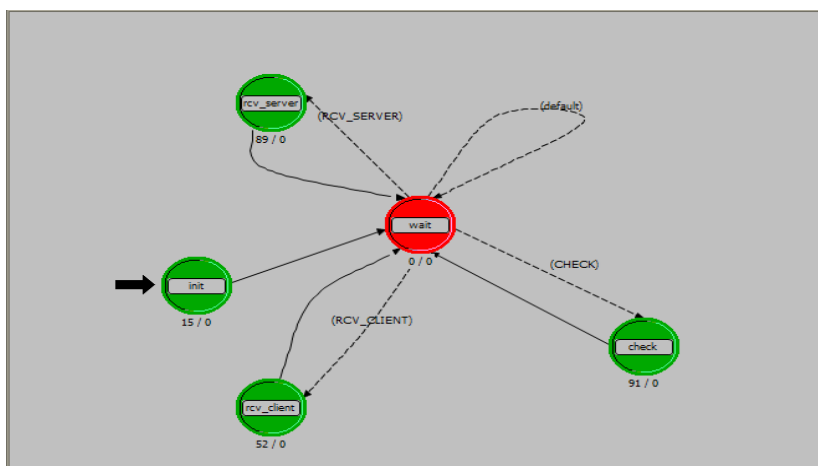 rcv_server
89 / 0
(RCV_SERVER)
(default)
wait
0 / 0
(CHECK)
init
15 / 0
(RCV_CLIENT)
check
91 / 0
rcv_client
52 / 0